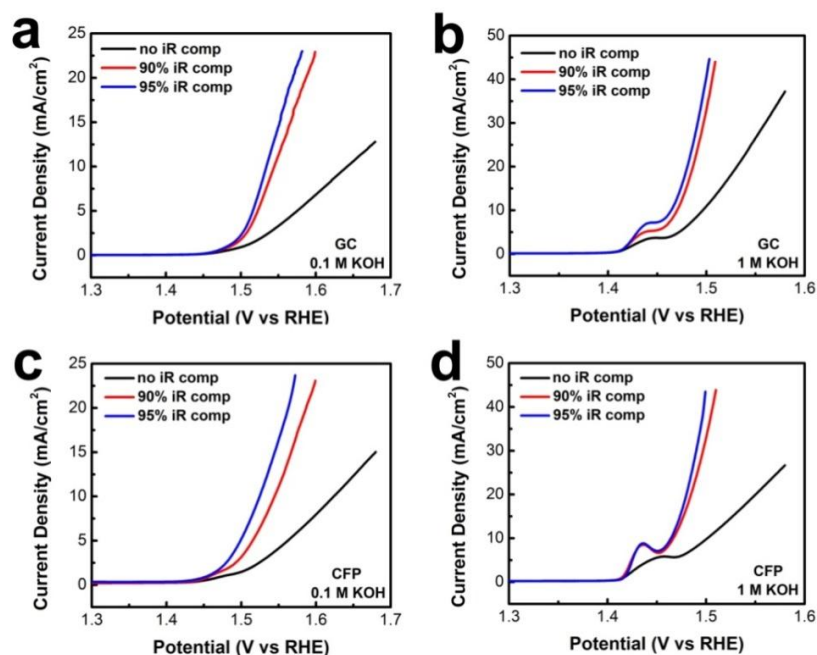 a
25
20
15
10
5
0
Current Density (mA/cm²)
no iR comp
90% iR comp
95% iR comp
GC
0.1 M KOH
1.3 1.4 1.5 1.6 1.7
Potential (V vs RHE)
b
50
40
30
20
10
0
Current Density (mA/cm²)
no iR comp
90% iR comp
95% iR comp
GC
1 M KOH
1.3 1.4 1.5 1.6
Potential (V vs RHE)
c
25
20
15
10
5
0
Current Density (mA/cm²)
no iR comp
90% iR comp
95% iR comp
CFP
0.1 M KOH
1.3 1.4 1.5 1.6 1.7
Potential (V vs RHE)
d
50
40
30
20
10
0
Current Density (mA/cm²)
no iR comp
90% iR comp
95% iR comp
CFP
1 M KOH
1.3 1.4 1.5 1.6
Potential (V vs RHE)